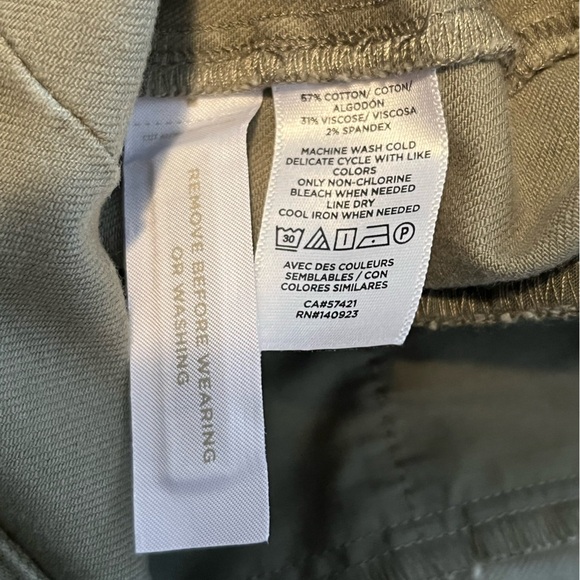 67% COTTON/ COTON/
ALGODÓN
31% VISCOSE/ VISCOSA
2% SPANDEX
MACHINE WASH COLD
DELICATE CYCLE WITH LIKE
COLORS
ONLY NON-CHLORINE
BLEACH WHEN NEEDED
LINE DRY
COOL IRON WHEN NEEDED
30 P
AVEC DES COULEURS
SEMBLABLES / CON
COLORES SIMILARES
CA#57421
RN#140923
REMOVE BEFORE WEARING
OR WASHING